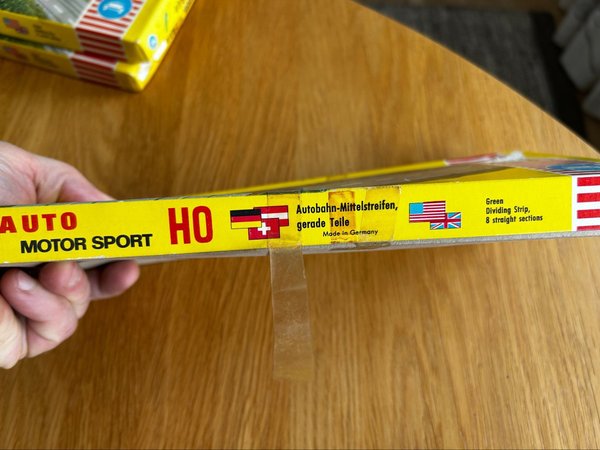 AUTO
MOTOR SPORT
HO
Autobahn-Mittelstreifen,
gerade Teile
Made in Germany
Green
Dividing Strip,
8 straight sections